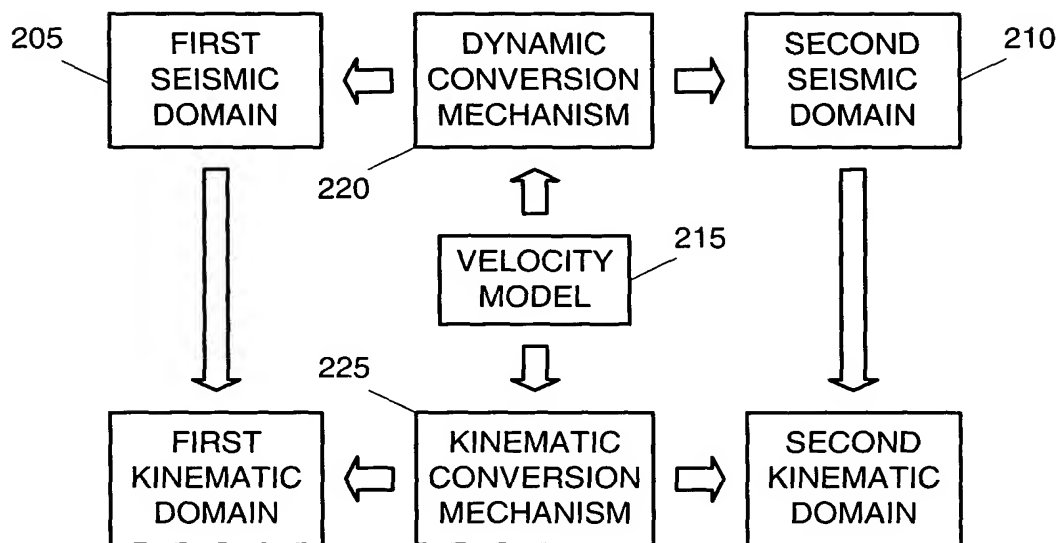 205
FIRST
SEISMIC
DOMAIN
DYNAMIC
CONVERSION
MECHANISM
SECOND
SEISMIC
DOMAIN
210
220
VELOCITY
MODEL
215
225
FIRST
KINEMATIC
DOMAIN
KINEMATIC
CONVERSION
MECHANISM
SECOND
KINEMATIC
DOMAIN